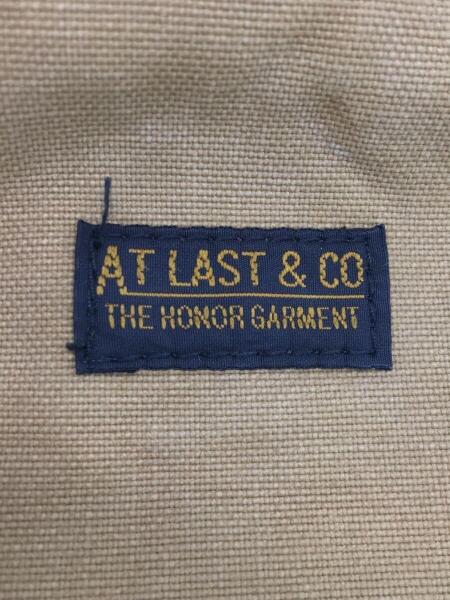 AT LAST & CO
THE HONOR GARMENT